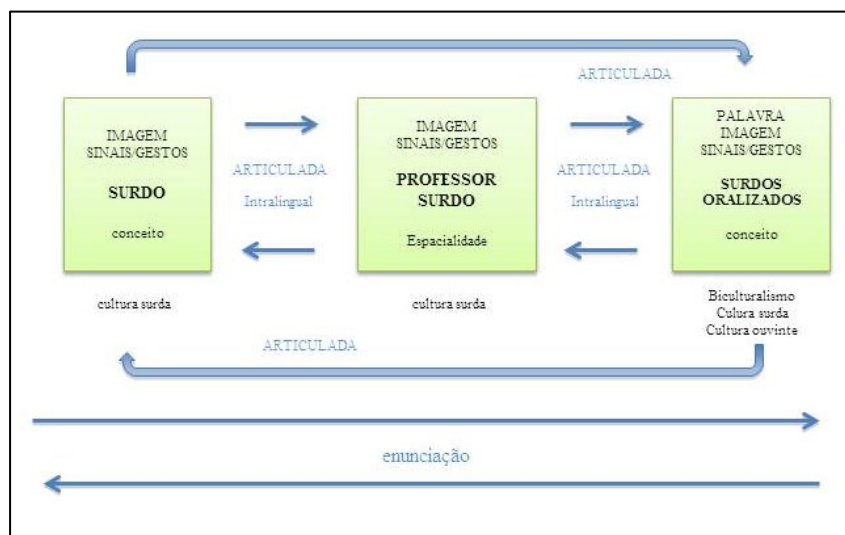 ARTICULADA
IMAGEM
SINAIS/GESTOS
SURDO
conceito
ARTICULADA
Intralingual
IMAGEM
SINAIS/GESTOS
PROFESSOR
SURDO
Espacialidade
ARTICULADA
Intralingual
PALAVRA
IMAGEM
SINAIS/GESTOS
SURDOS
ORALIZADOS
conceito
cultura surda
cultura surda
Biculturalismo
Culura surda
Cultura ouvinte
ARTICULADA
enunciação